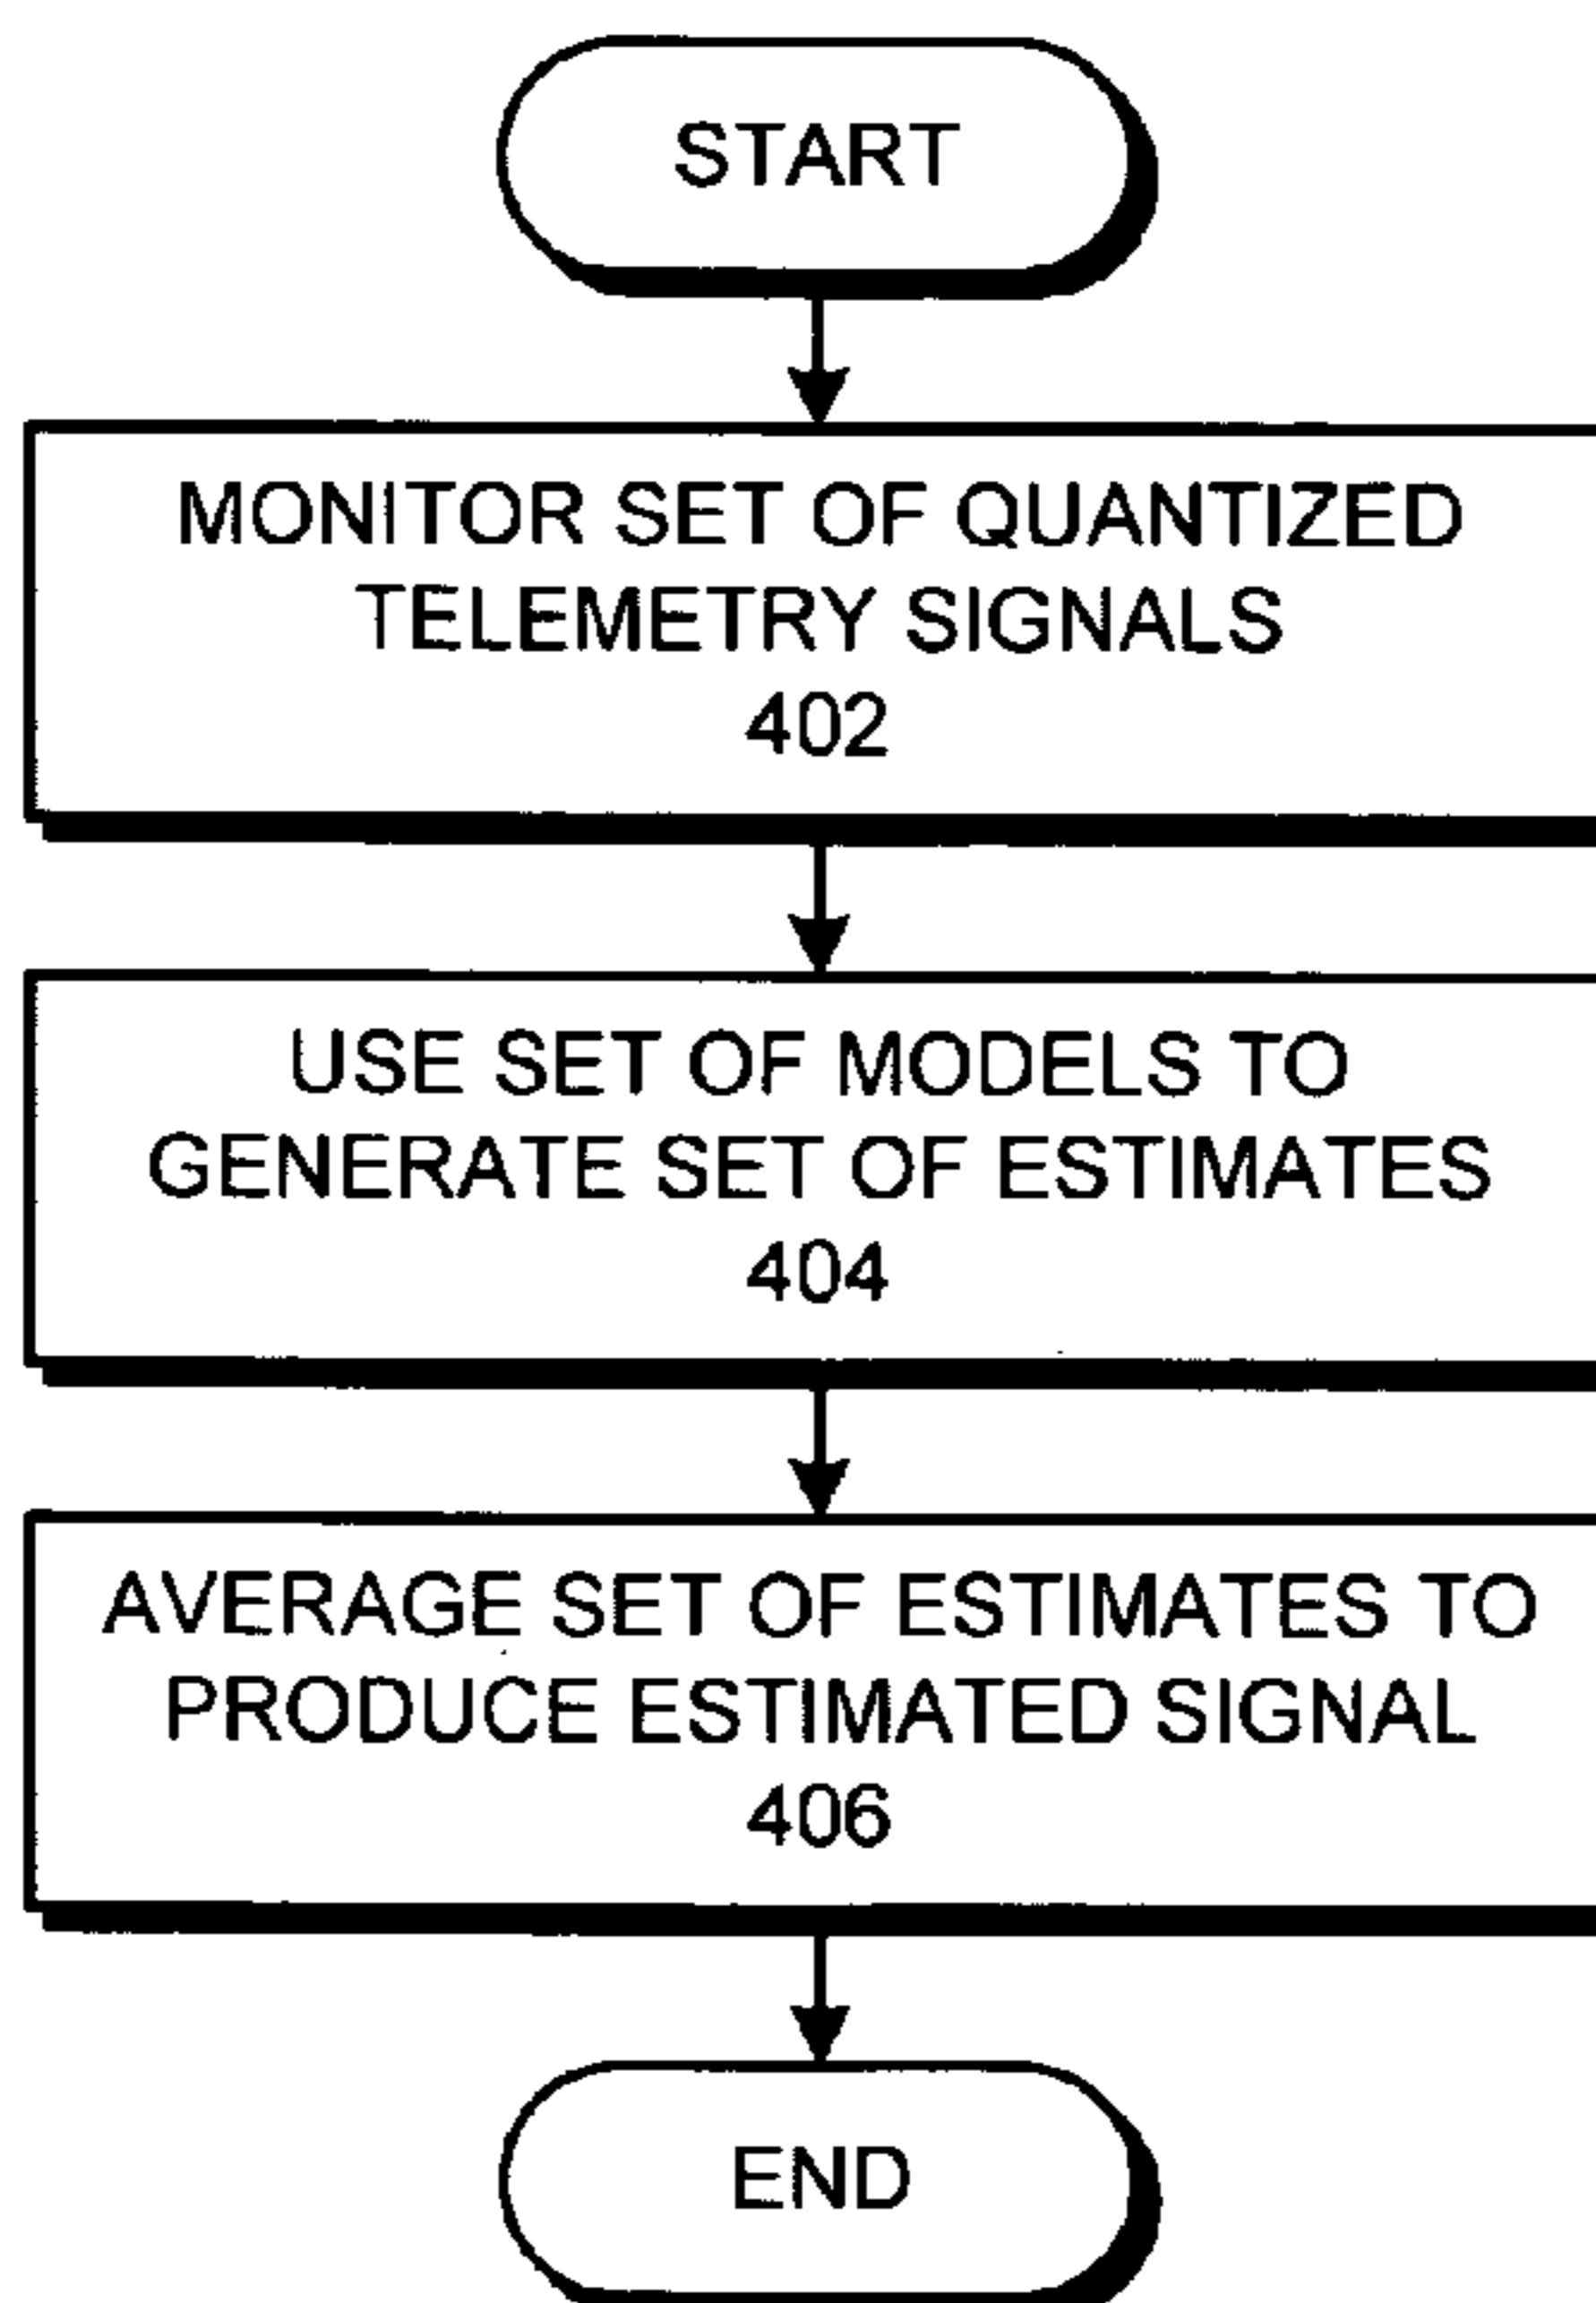 START
MONITOR SET OF QUANTIZED
TELEMETRY SIGNALS
402
USE SET OF MODELS TO
GENERATE SET OF ESTIMATES
404
AVERAGE SET OF ESTIMATES TO
PRODUCE ESTIMATED SIGNAL
406
END